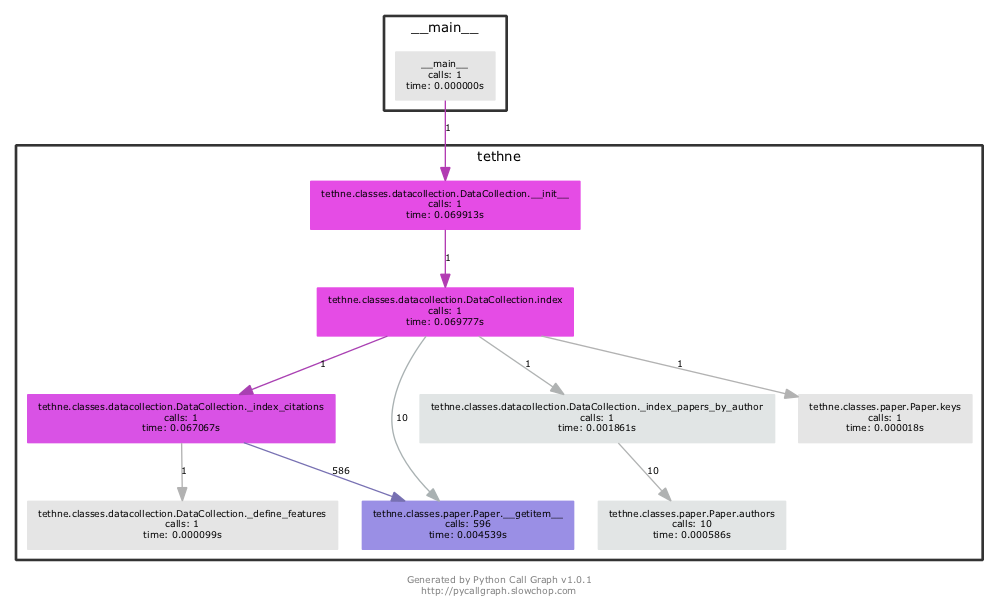 __main__
__main__
calls: 1
time: 0.000000s
1
tethne
tethne.classes.datacollection.DataCollection.__init__
calls: 1
time: 0.069913s
1
tethne.classes.datacollection.DataCollection.index
calls: 1
time: 0.069777s
1
10
1
1
tethne.classes.datacollection.DataCollection._index_citations
calls: 1
time: 0.067067s
tethne.classes.datacollection.DataCollection._index_papers_by_author
calls: 1
time: 0.001861s
tethne.classes.paper.Paper.keys
calls: 1
time: 0.000018s
1
586
10
tethne.classes.datacollection.DataCollection._define_features
calls: 1
time: 0.000099s
tethne.classes.paper.Paper.__getitem__
calls: 596
time: 0.004539s
tethne.classes.paper.Paper.authors
calls: 10
time: 0.000586s
Generated by Python Call Graph v1.0.1
http://pycallgraph.slowchop.com